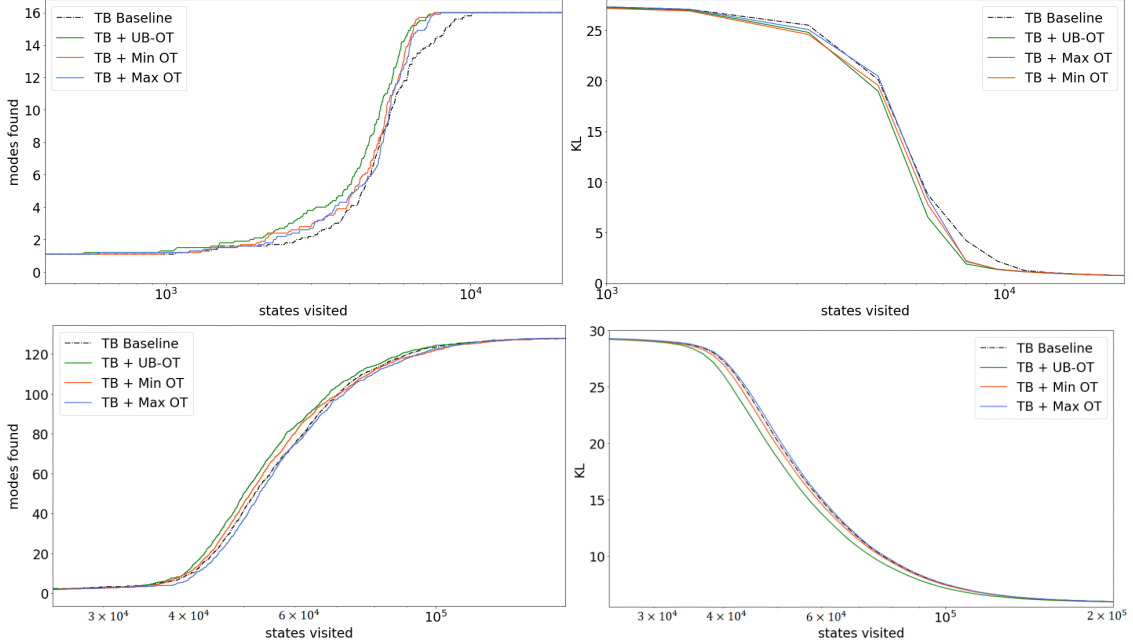 16
14
12
10
8
6
4
2
0
modes found
TB Baseline
TB + UB-OT
TB + Min OT
TB + Max OT
10³
10⁴
states visited
25
20
15
10
5
0
KL
TB Baseline
TB + UB-OT
TB + Max OT
TB + Min OT
10³
10⁴
states visited
120
100
80
60
40
20
0
modes found
TB Baseline
TB + UB-OT
TB + Min OT
TB + Max OT
3 × 10⁴
4 × 10⁴
6 × 10⁴
10⁵
states visited
30
25
20
15
10
KL
TB Baseline
TB + UB-OT
TB + Min OT
TB + Max OT
3 × 10⁴
4 × 10⁴
6 × 10⁴
10⁵
2 × 10⁵
states visited